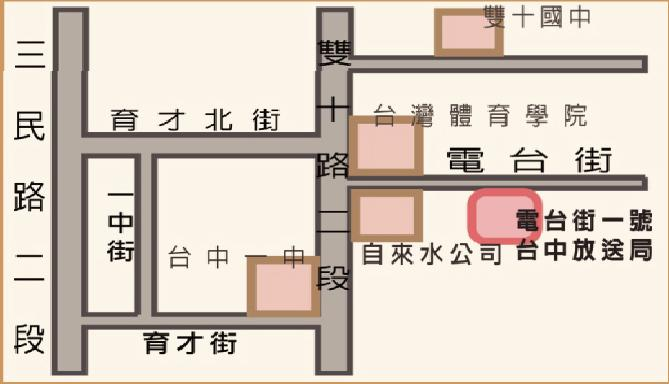 三民路二段
雙十國中
雙十路二段
育才北街
台灣體育學院
電台街
一中街
電台街一號
台中放送局
台中一中
自來水公司
育才街